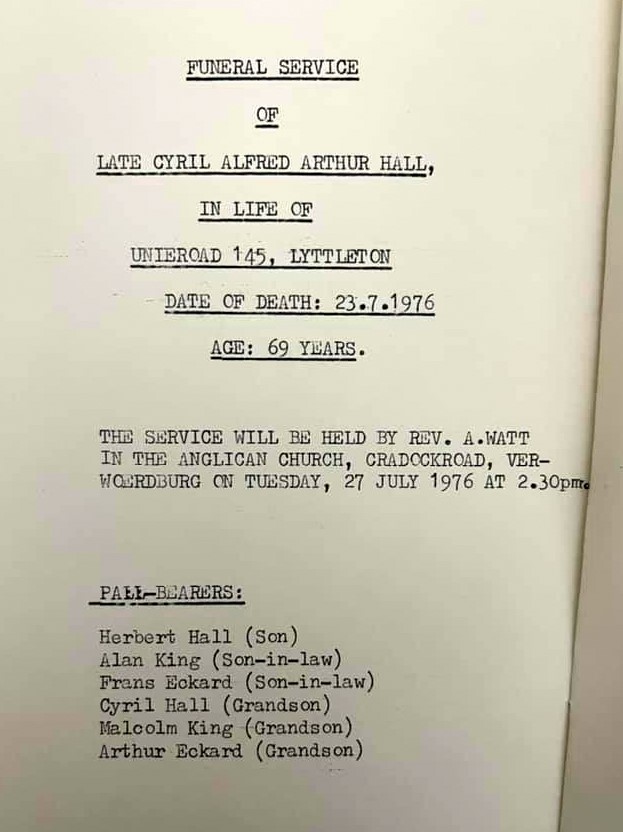 FUNERAL SERVICE
OF
LATE CYRIL ALFRED ARTHUR HALL,
IN LIFE OF
UNIEROAD 145, LYTTLETON
DATE OF DEATH: 23.7.1976
AGE: 69 YEARS.
THE SERVICE WILL BE HELD BY REV. A.WATT
IN THE ANGLICAN CHURCH, CRADOCKROAD, VER-
WOERDBURG ON TUESDAY, 27 JULY 1976 AT 2.30pm.
PALL-BEARERS:
Herbert Hall (Son)
Alan King (Son-in-law)
Frans Eckard (Son-in-law)
Cyril Hall (Grandson)
Malcolm King (Grandson)
Arthur Eckard (Grandson)